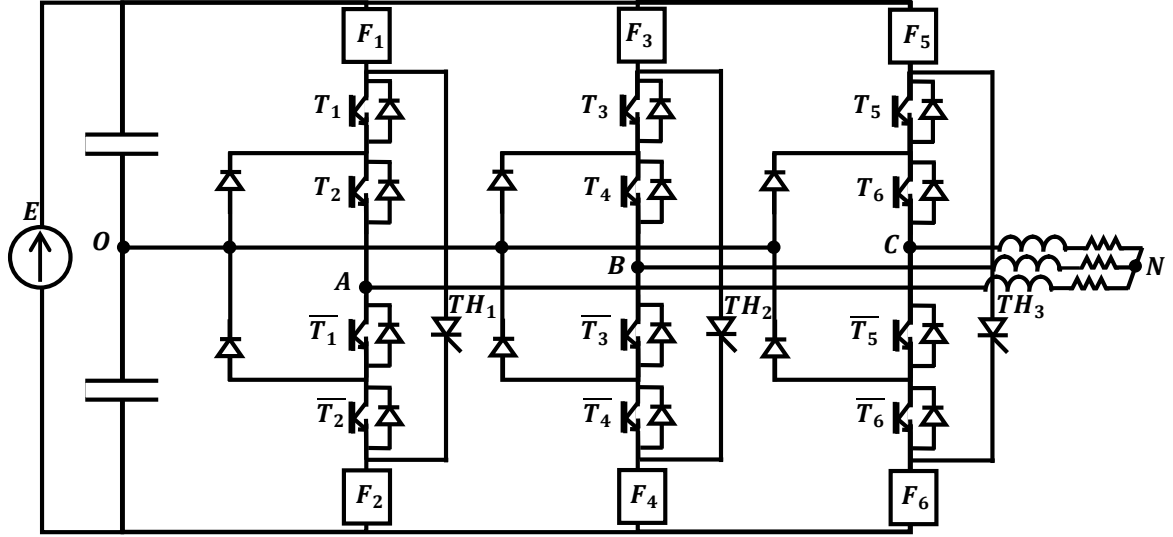 F₁ F₃ F₅
T₁ T₃ T₅
T₂ T₄ T₆
E
O C
B N
A
TH₁ TH₂ TH₃
T̅₁ T̅₃ T̅₅
T̅₂ T̅₄ T̅₆
F₂ F₄ F₆